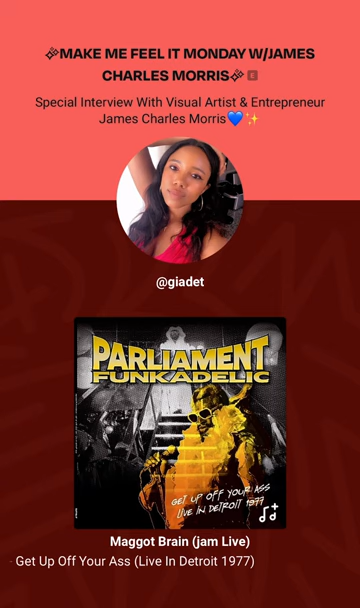 ✨MAKE ME FEEL IT MONDAY W/JAMES
CHARLES MORRIS✨ E
Special Interview With Visual Artist & Entrepreneur
James Charles Morris💙✨
@giadet
PARLIAMENT
FUNKADELIC
GET UP OFF YOUR ASS
LIVE IN DETROIT 1977
Maggot Brain (jam Live)
- Get Up Off Your Ass (Live In Detroit 1977)